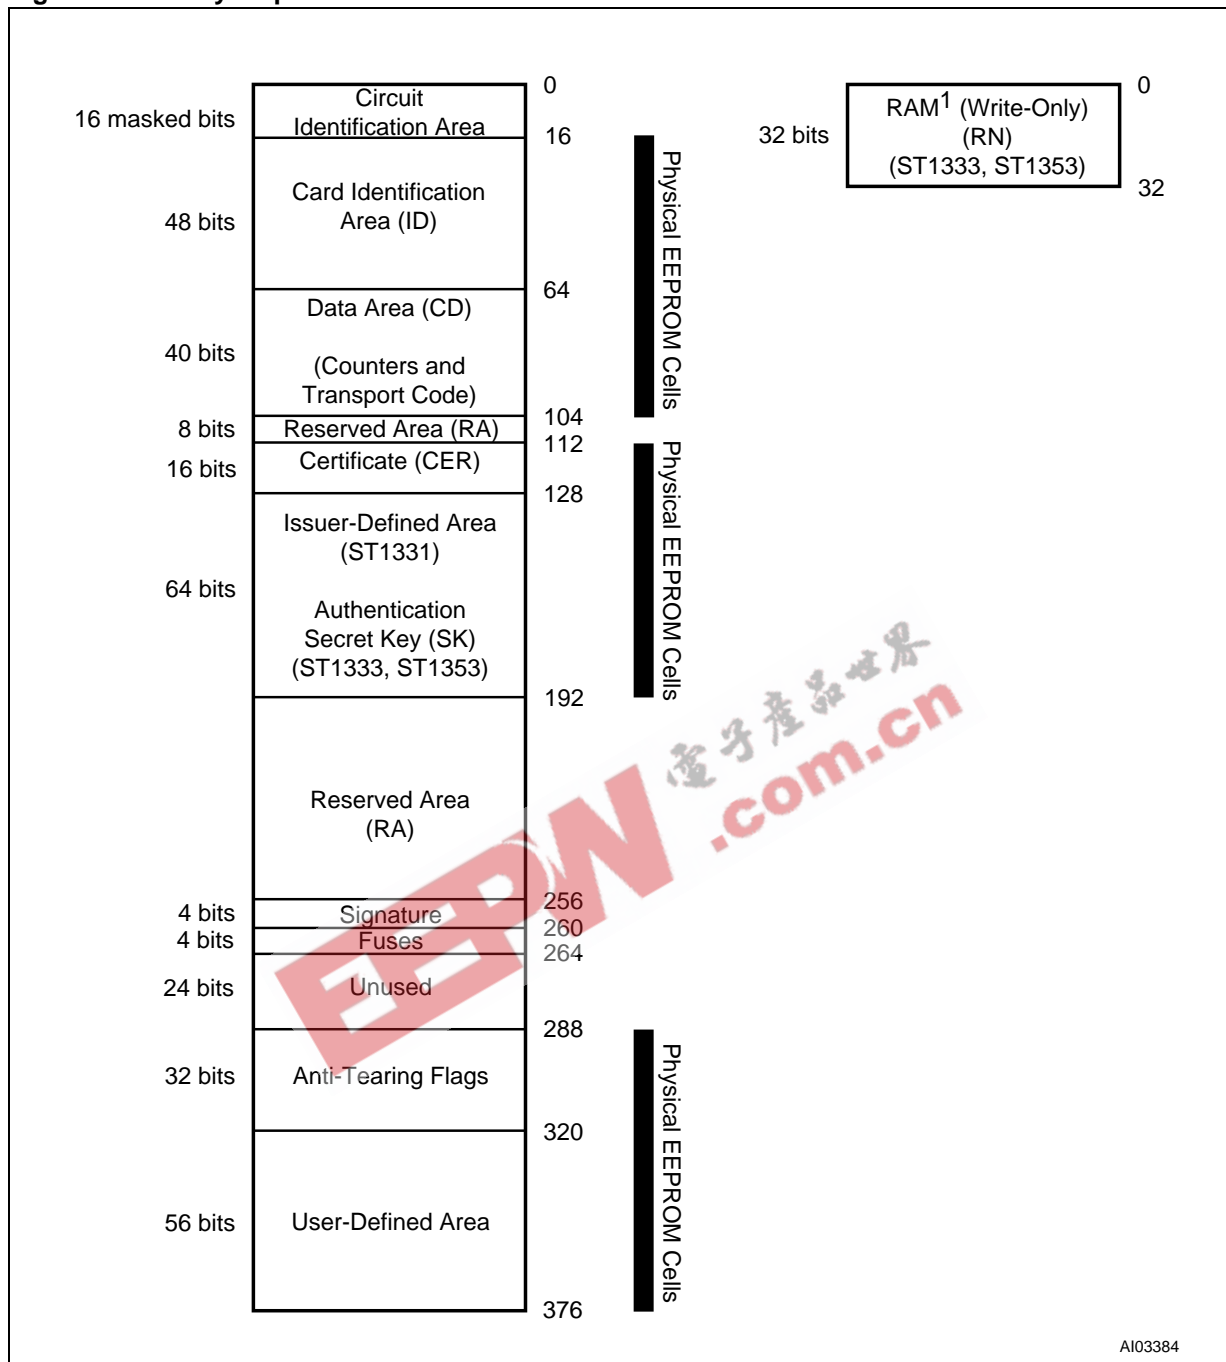 0
Circuit
Identification Area
16 masked bits
16
Card Identification
Area (ID)
48 bits
64
Data Area (CD)
(Counters and
Transport Code)
40 bits
104
8 bits
Reserved Area (RA)
112
16 bits
Certificate (CER)
128
Issuer-Defined Area
(ST1331)
64 bits
Authentication
Secret Key (SK)
(ST1333, ST1353)
192
Reserved Area
(RA)
256
4 bits
Signature
260
4 bits
Fuses
264
24 bits
Unused
288
32 bits
Anti-Tearing Flags
320
56 bits
User-Defined Area
376
Physical EEPROM Cells
Physical EEPROM Cells
Physical EEPROM Cells
0
32 bits
RAM1 (Write-Only)
(RN)
(ST1333, ST1353)
32
EEPW
.com.cn
電子產品世界
AI03384